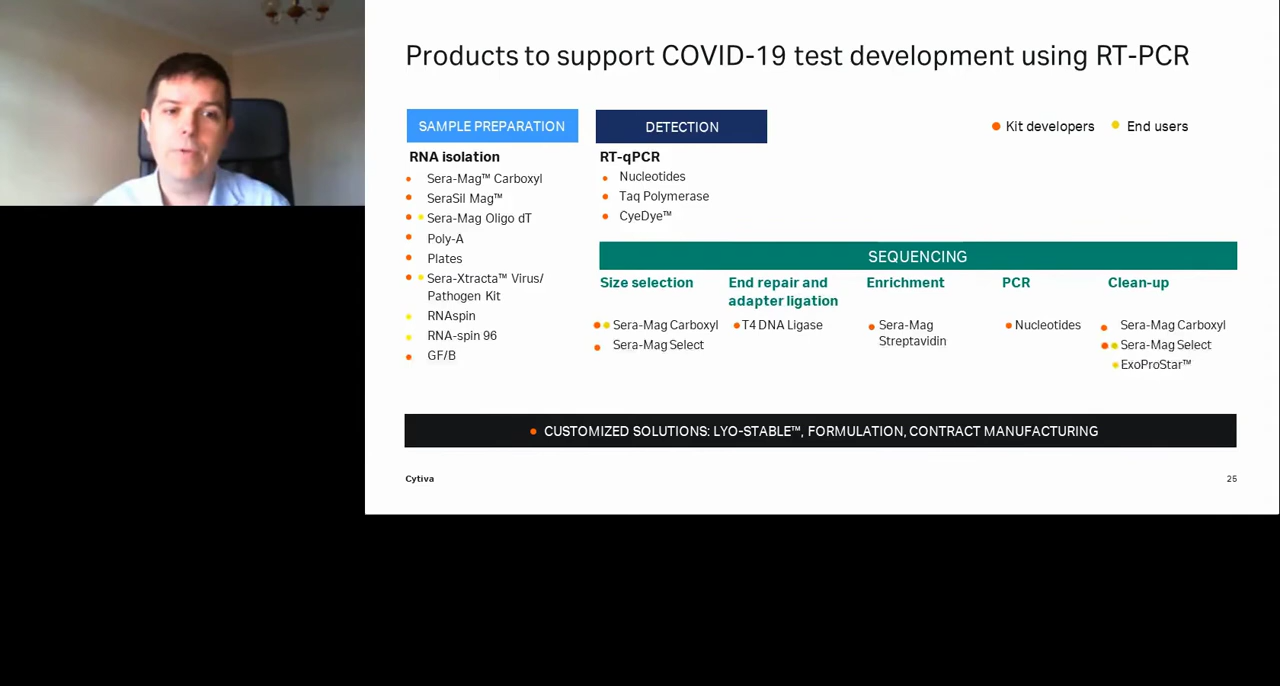 Products to support COVID-19 test development using RT-PCR
SAMPLE PREPARATION
DETECTION
Kit developers
End users
RNA isolation
Sera-Mag™ Carboxyl
SeraSil Mag™
Sera-Mag Oligo dT
Poly-A
Plates
Sera-Xtracta™ Virus/
Pathogen Kit
RNAspin
RNA-spin 96
GF/B
RT-qPCR
Nucleotides
Taq Polymerase
CyeDye™
SEQUENCING
Size selection
Sera-Mag Carboxyl
Sera-Mag Select
End repair and
adapter ligation
T4 DNA Ligase
Enrichment
Sera-Mag
Streptavidin
PCR
Nucleotides
Clean-up
Sera-Mag Carboxyl
Sera-Mag Select
ExoProStar™
CUSTOMIZED SOLUTIONS: LYO-STABLE™, FORMULATION, CONTRACT MANUFACTURING
Cytiva
25